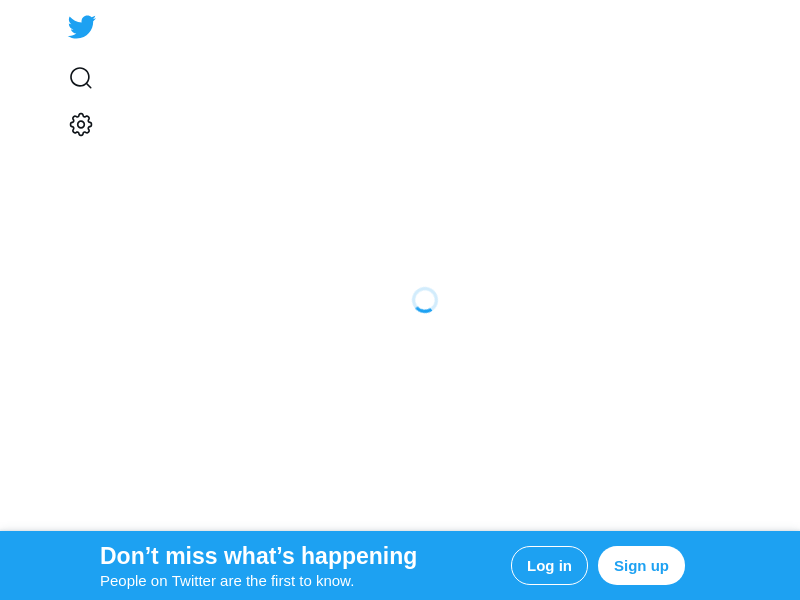 Don’t miss what’s happening
People on Twitter are the first to know.
Log in
Sign up